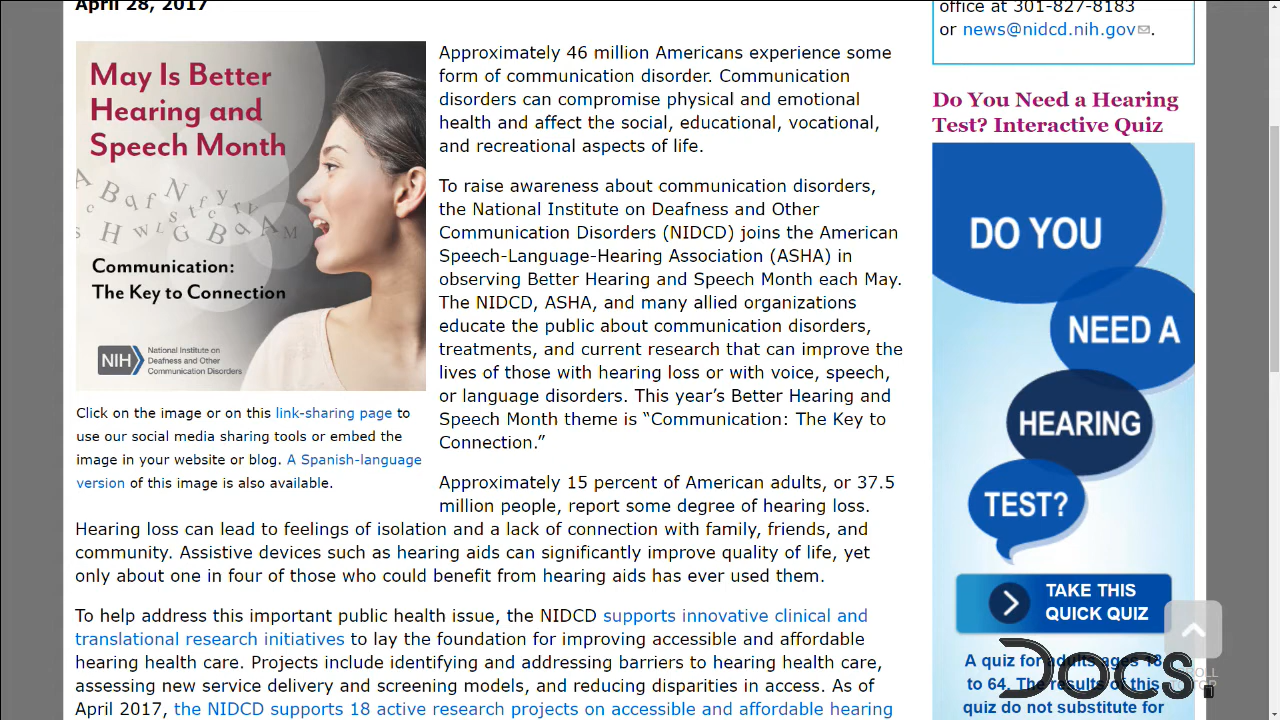 April 28, 2017
May Is Better
Hearing and
Speech Month
A B q f N f y r v
c s t c
s H W L G B q A M
Communication:
The Key to Connection
NIH
National Institute on
Deafness and Other
Communication Disorders
Click on the image or on this link-sharing page to
use our social media sharing tools or embed the
image in your website or blog. A Spanish-language
version of this image is also available.
Approximately 46 million Americans experience some
form of communication disorder. Communication
disorders can compromise physical and emotional
health and affect the social, educational, vocational,
and recreational aspects of life.
To raise awareness about communication disorders,
the National Institute on Deafness and Other
Communication Disorders (NIDCD) joins the American
Speech-Language-Hearing Association (ASHA) in
observing Better Hearing and Speech Month each May.
The NIDCD, ASHA, and many allied organizations
educate the public about communication disorders,
treatments, and current research that can improve the
lives of those with hearing loss or with voice, speech,
or language disorders. This year’s Better Hearing and
Speech Month theme is “Communication: The Key to
Connection.”
Approximately 15 percent of American adults, or 37.5
million people, report some degree of hearing loss.
Hearing loss can lead to feelings of isolation and a lack of connection with family, friends, and
community. Assistive devices such as hearing aids can significantly improve quality of life, yet
only about one in four of those who could benefit from hearing aids has ever used them.
To help address this important public health issue, the NIDCD supports innovative clinical and
translational research initiatives to lay the foundation for improving accessible and affordable
hearing health care. Projects include identifying and addressing barriers to hearing health care,
assessing new service delivery and screening models, and reducing disparities in access. As of
April 2017, the NIDCD supports 18 active research projects on accessible and affordable hearing
office at 301-827-8183
or news@nidcd.nih.gov.
Do You Need a Hearing
Test? Interactive Quiz
DO YOU
NEED A
HEARING
TEST?
TAKE THIS
QUICK QUIZ
A quiz for adults ages 18
to 64. The results of this
quiz do not substitute for
Docs